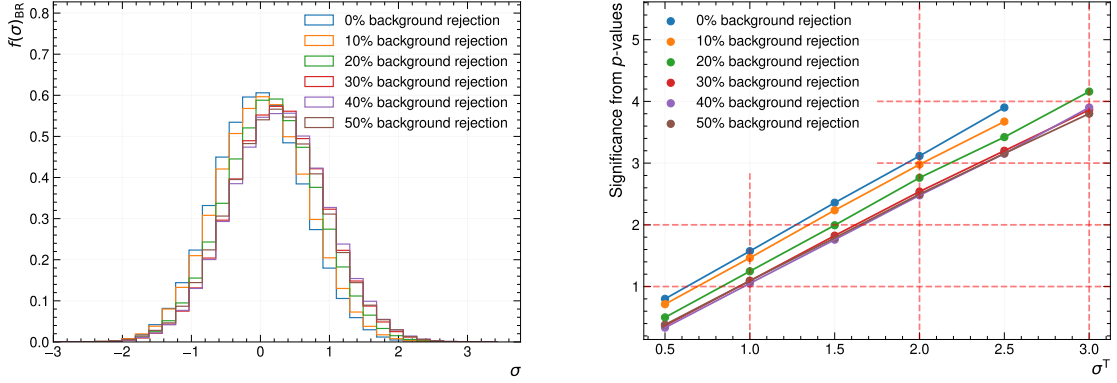 f(σ)BR
0.8
0.7
0.6
0.5
0.4
0.3
0.2
0.1
0.0
−3
−2
−1
0
1
2
3
σ
0% background rejection
10% background rejection
20% background rejection
30% background rejection
40% background rejection
50% background rejection
Significance from p-values
5
4
3
2
1
0.5
1.0
1.5
2.0
2.5
3.0
σT
0% background rejection
10% background rejection
20% background rejection
30% background rejection
40% background rejection
50% background rejection